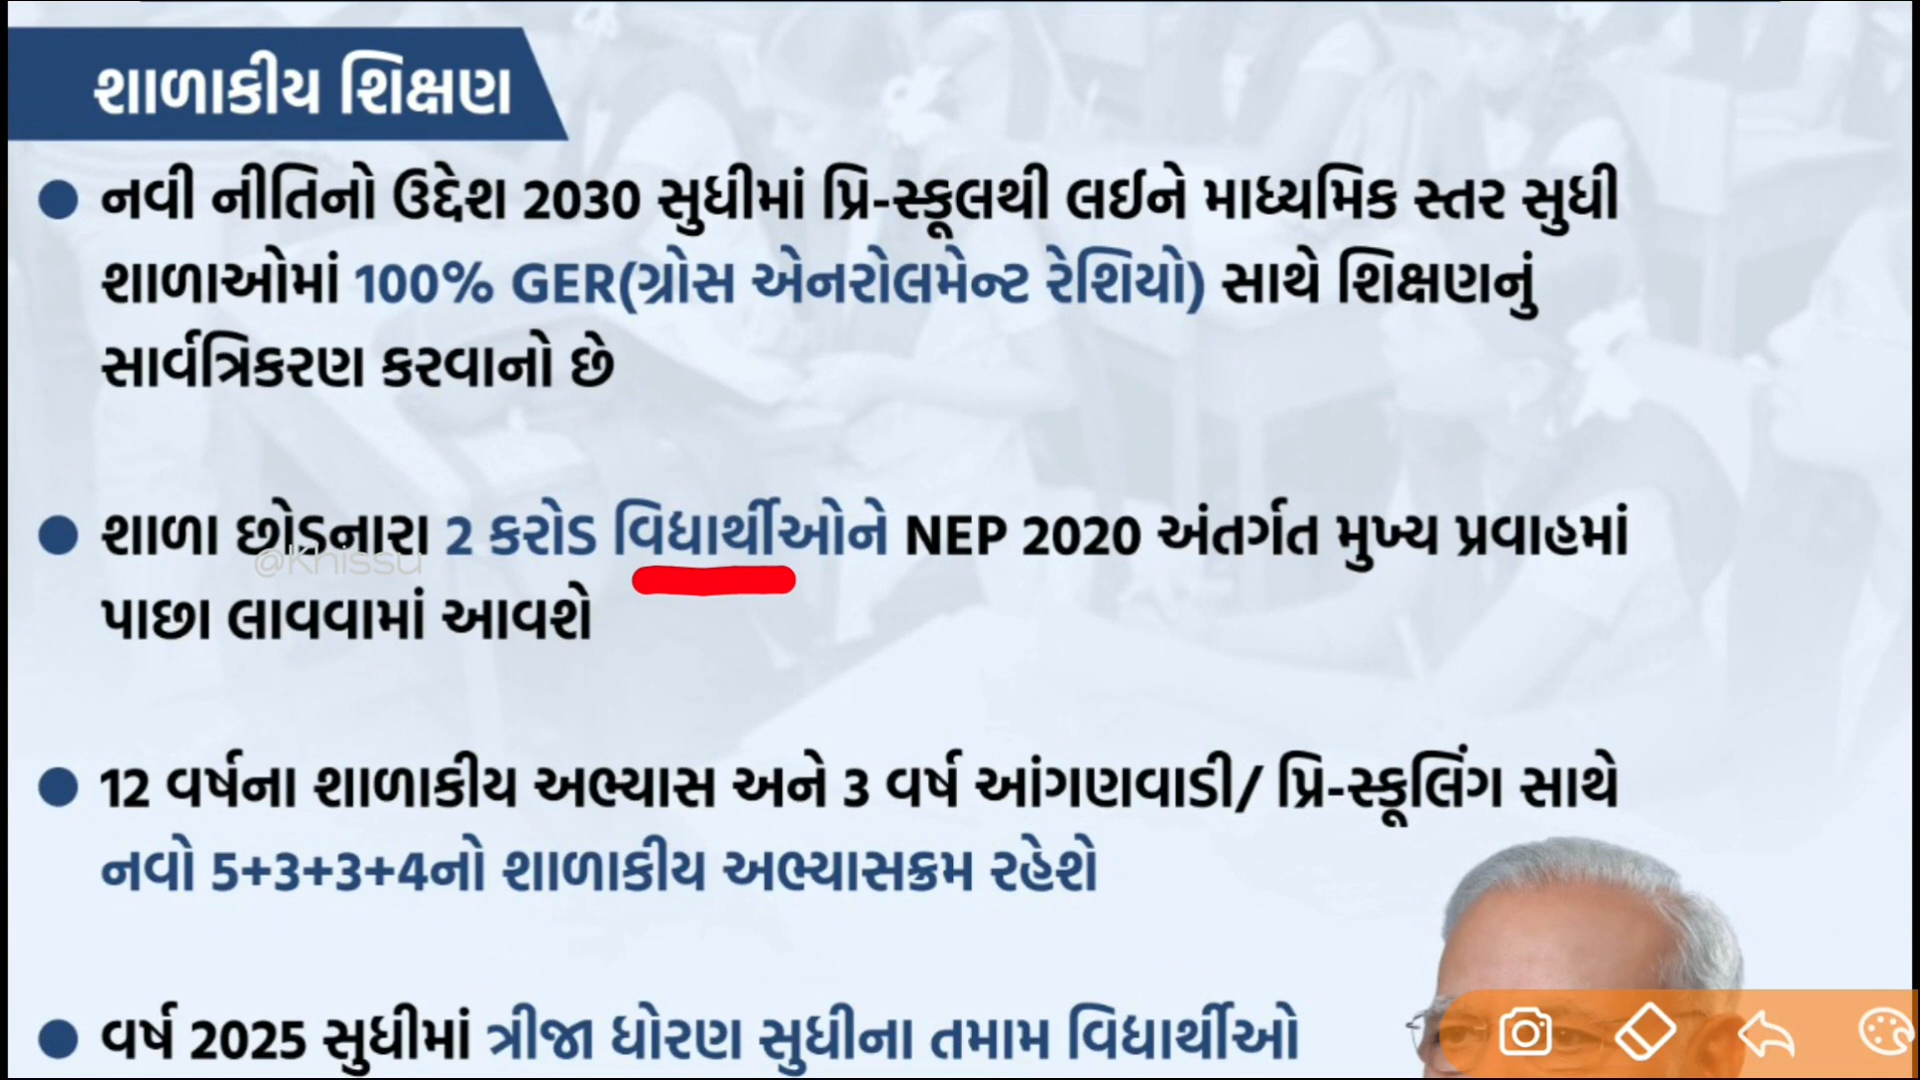 શાળાકીય શિક્ષણ
નવી નીતિનો ઉદ્દેશ 2030 સુધીમાં પ્રિ-સ્કૂલથી લઈને માધ્યમિક સ્તર સુધી
શાળાઓમાં 100% GER(ગ્રોસ એનરોલમેન્ટ રેશિયો) સાથે શિક્ષણનું
સાર્વત્રિકરણ કરવાનો છે
શાળા છોડનારા 2 કરોડ વિદ્યાર્થીઓને NEP 2020 અંતર્ગત મુખ્ય પ્રવાહમાં
@Khissu
પાછા લાવવામાં આવશે
12 વર્ષના શાળાકીય અભ્યાસ અને 3 વર્ષ આંગણવાડી/ પ્રિ-સ્કૂલિંગ સાથે
નવો 5+3+3+4નો શાળાકીય અભ્યાસક્રમ રહેશે
વર્ષ 2025 સુધીમાં ત્રીજા ધોરણ સુધીના તમામ વિદ્યાર્થીઓ